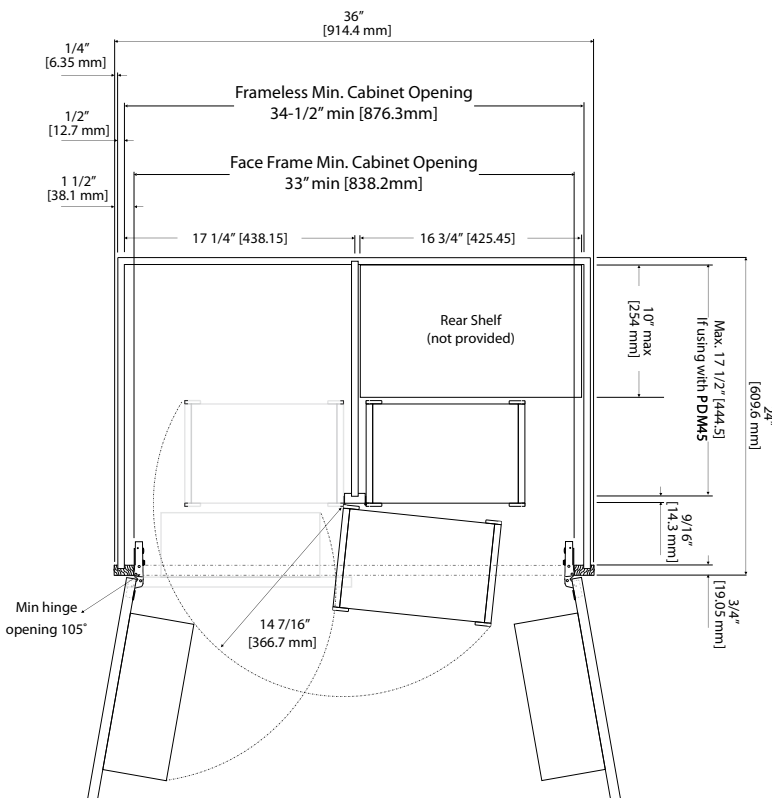 36”
[914.4 mm]
1/4”
[6.35 mm]
Frameless Min. Cabinet Opening
34-1/2” min [876.3mm]
1/2”
[12.7 mm]
Face Frame Min. Cabinet Opening
33” min [838.2mm]
1 1/2”
[38.1 mm]
17 1/4” [438.15]
16 3/4” [425.45]
Rear Shelf
(not provided)
10” max
[254 mm]
Max. 17 1/2” [444.5]
If using with PDM45
24”
[609.6 mm]
9/16”
[14.3 mm]
3/4”
[19.05 mm]
Min hinge
opening 105°
14 7/16”
[366.7 mm]